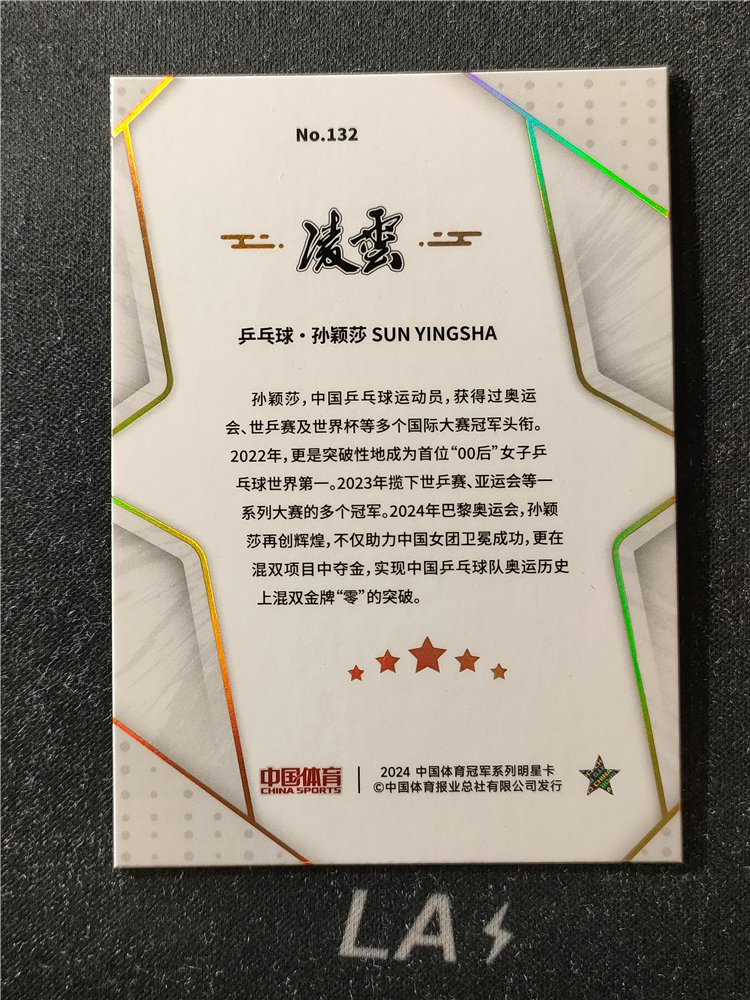 No.132
凌雲
乒乓球·孙颖莎 SUN YINGSHA
孙颖莎,中国乒乓球运动员,获得过奥运
会、世乒赛及世界杯等多个国际大赛冠军头衔。
2022年,更是突破性地成为首位“00后”女子乒
乓球世界第一。2023年揽下世乒赛、亚运会等一
系列大赛的多个冠军。2024年巴黎奥运会,孙颖
莎再创辉煌,不仅助力中国女团卫冕成功,更在
混双项目中夺金,实现中国乒乓球队奥运历史
上混双金牌“零”的突破。
中国体育
CHINA SPORTS
2024 中国体育冠军系列明星卡
©中国体育报业总社有限公司发行
LA